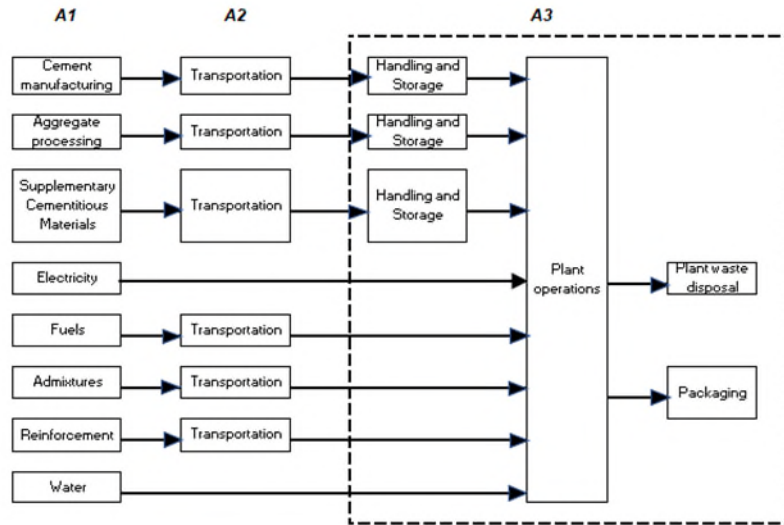 A1
A2
A3
Cement
manufacturing
Transportation
Handling and
Storage
Aggregate
processing
Transportation
Handling and
Storage
Supplementary
Cementitious
Materials
Transportation
Handling and
Storage
Electricity
Plant
operations
Plant waste
disposal
Fuels
Transportation
Admixtures
Transportation
Packaging
Reinforcement
Transportation
Water